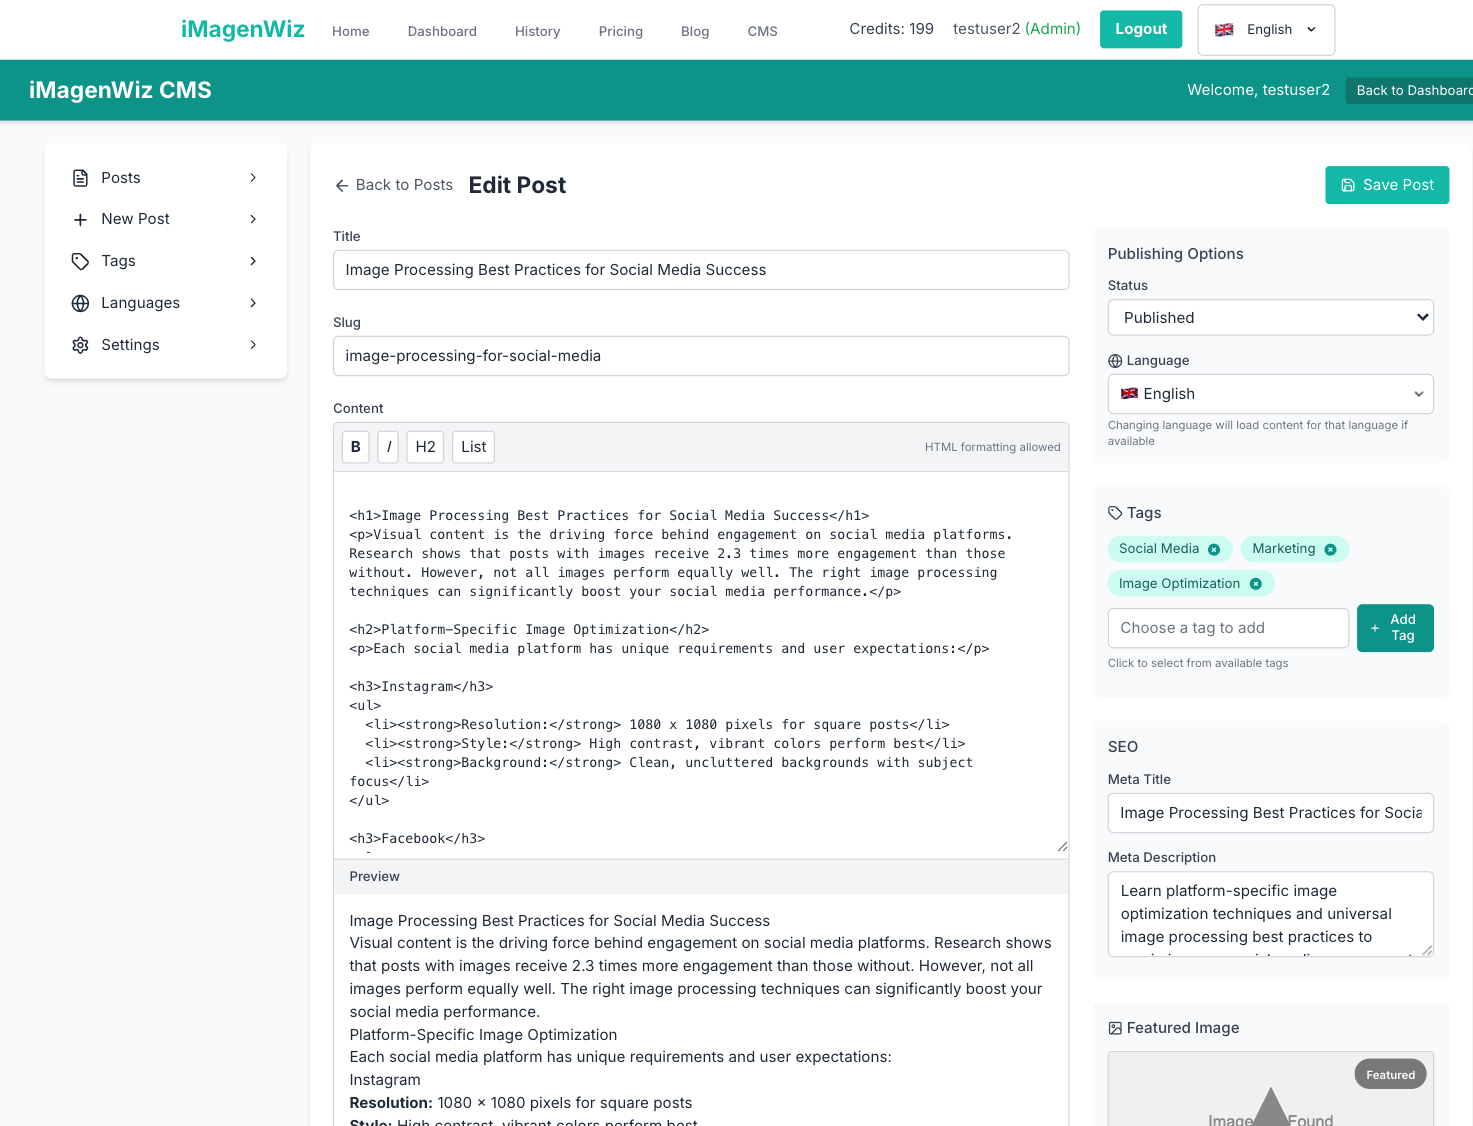 iMagenWiz
Home
Dashboard
History
Pricing
Blog
CMS
Credits: 199
testuser2 (Admin)
Logout
English
iMagenWiz CMS
Welcome, testuser2
Back to Dashboard
Posts
New Post
Tags
Languages
Settings
Back to Posts
Edit Post
Save Post
Title
Image Processing Best Practices for Social Media Success
Slug
image-processing-for-social-media
Content
B
I
H2
List
HTML formatting allowed
<h1>Image Processing Best Practices for Social Media Success</h1>
<p>Visual content is the driving force behind engagement on social media platforms.
Research shows that posts with images receive 2.3 times more engagement than those
without. However, not all images perform equally well. The right image processing
techniques can significantly boost your social media performance.</p>
<h2>Platform-Specific Image Optimization</h2>
<p>Each social media platform has unique requirements and user expectations:</p>
<h3>Instagram</h3>
<ul>
<li><strong>Resolution:</strong> 1080 x 1080 pixels for square posts</li>
<li><strong>Style:</strong> High contrast, vibrant colors perform best</li>
<li><strong>Background:</strong> Clean, uncluttered backgrounds with subject
focus</li>
</ul>
<h3>Facebook</h3>
Preview
Image Processing Best Practices for Social Media Success
Visual content is the driving force behind engagement on social media platforms. Research shows
that posts with images receive 2.3 times more engagement than those without. However, not all
images perform equally well. The right image processing techniques can significantly boost your
social media performance.
Platform-Specific Image Optimization
Each social media platform has unique requirements and user expectations:
Instagram
Resolution: 1080 x 1080 pixels for square posts
Style: High contrast, vibrant colors perform best
Publishing Options
Status
Published
Language
English
Changing language will load content for that language if
available
Tags
Social Media
Marketing
Image Optimization
Choose a tag to add
+ Add
Tag
Click to select from available tags
SEO
Meta Title
Image Processing Best Practices for Socia
Meta Description
Learn platform-specific image
optimization techniques and universal
image processing best practices to
Featured Image
Featured
Image Found